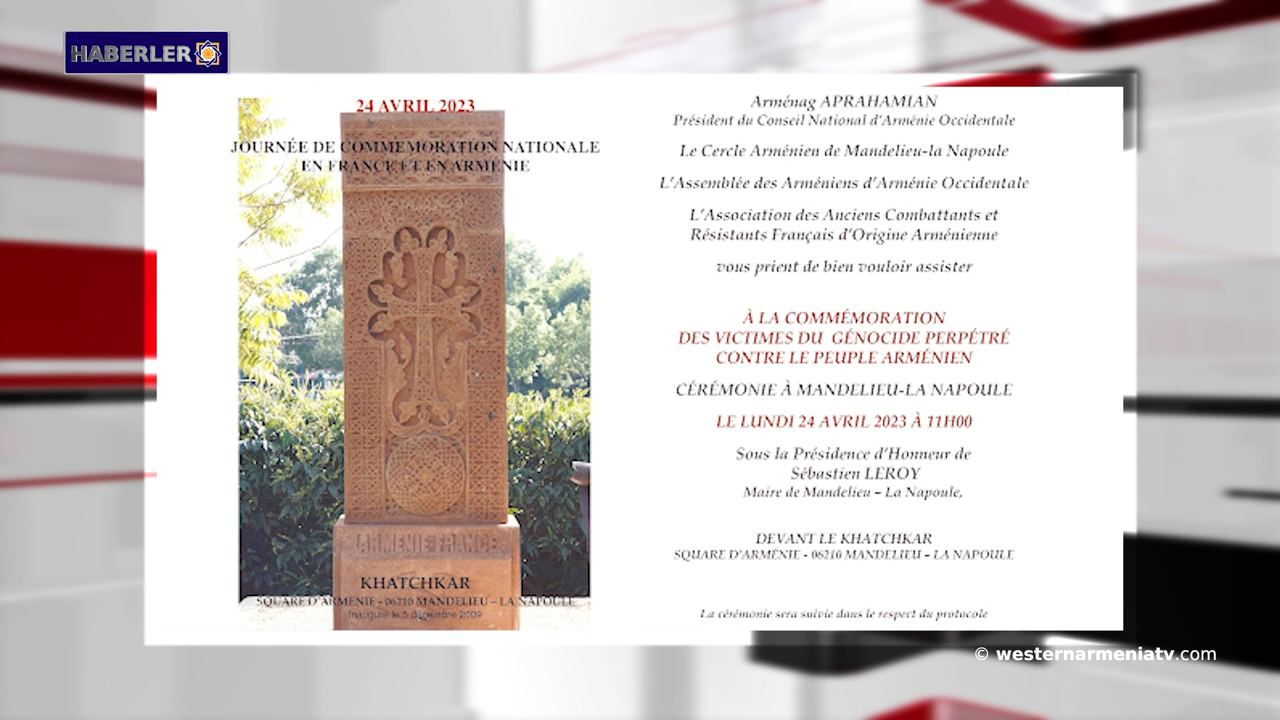 HABERLER
24 AVRIL 2023
JOURNÉE DE COMMEMORATION NATIONALE
EN FRANCE ET EN ARMENIE
ARMENIE FRANCE
KHATCHKAR
SQUARE D'ARMENIE - 06210 MANDELIEU – LA NAPOULE
Inauguré le 5 décembre 2009
Arménag APRAHAMIAN
Président du Conseil National d'Arménie Occidentale
Le Cercle Arménien de Mandelieu-la Napoule
L'Assemblée des Arméniens d'Arménie Occidentale
L'Association des Anciens Combattants et
Résistants Français d'Origine Arménienne
vous prient de bien vouloir assister
À LA COMMÉMORATION
DES VICTIMES DU GÉNOCIDE PERPÉTRÉ
CONTRE LE PEUPLE ARMÉNIEN
CÉRÉMONIE À MANDELIEU-LA NAPOULE
LE LUNDI 24 AVRIL 2023 À 11H00
Sous la Présidence d'Honneur de
Sébastien LEROY
Maire de Mandelieu – La Napoule,
DEVANT LE KHATCHKAR
SQUARE D'ARMÉNIE - 06210 MANDELIEU – LA NAPOULE
La cérémonie sera suivie dans le respect du protocole
© westernarmeniatv.com